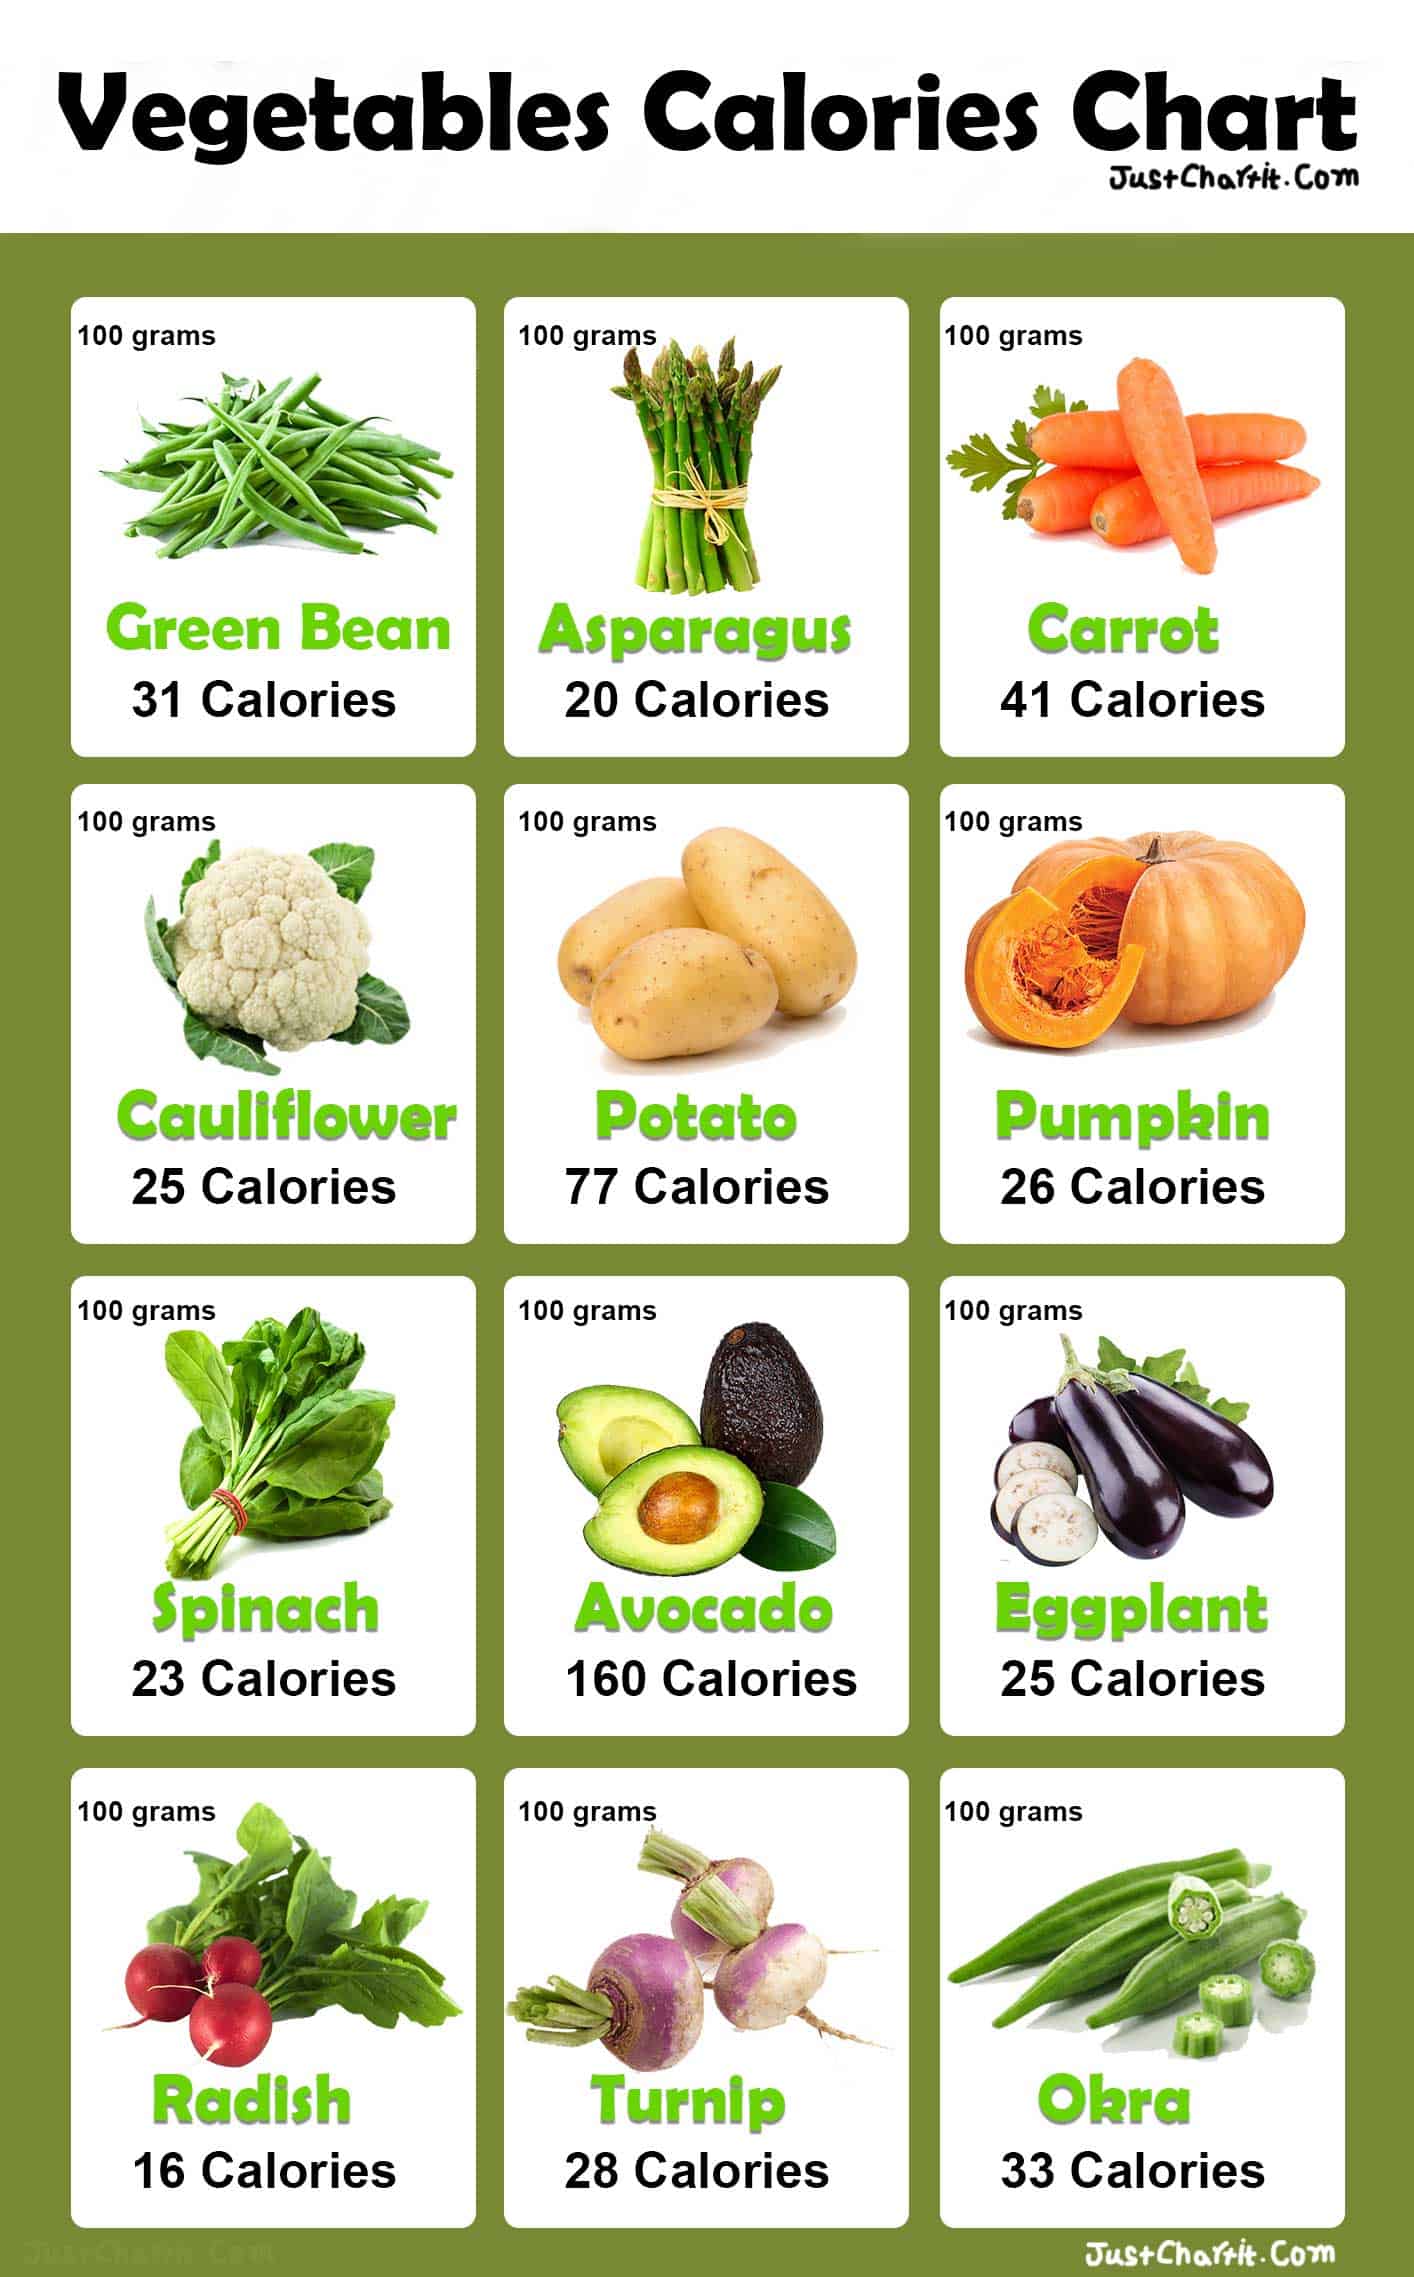 Vegetables Calories Chart
JustChartit.Com
100 grams
Green Bean
31 Calories
100 grams
Asparagus
20 Calories
100 grams
Carrot
41 Calories
100 grams
Cauliflower
25 Calories
100 grams
Potato
77 Calories
100 grams
Pumpkin
26 Calories
100 grams
Spinach
23 Calories
100 grams
Avocado
160 Calories
100 grams
Eggplant
25 Calories
100 grams
Radish
16 Calories
100 grams
Turnip
28 Calories
100 grams
Okra
33 Calories
JustChartit.Com
JustChartit.Com